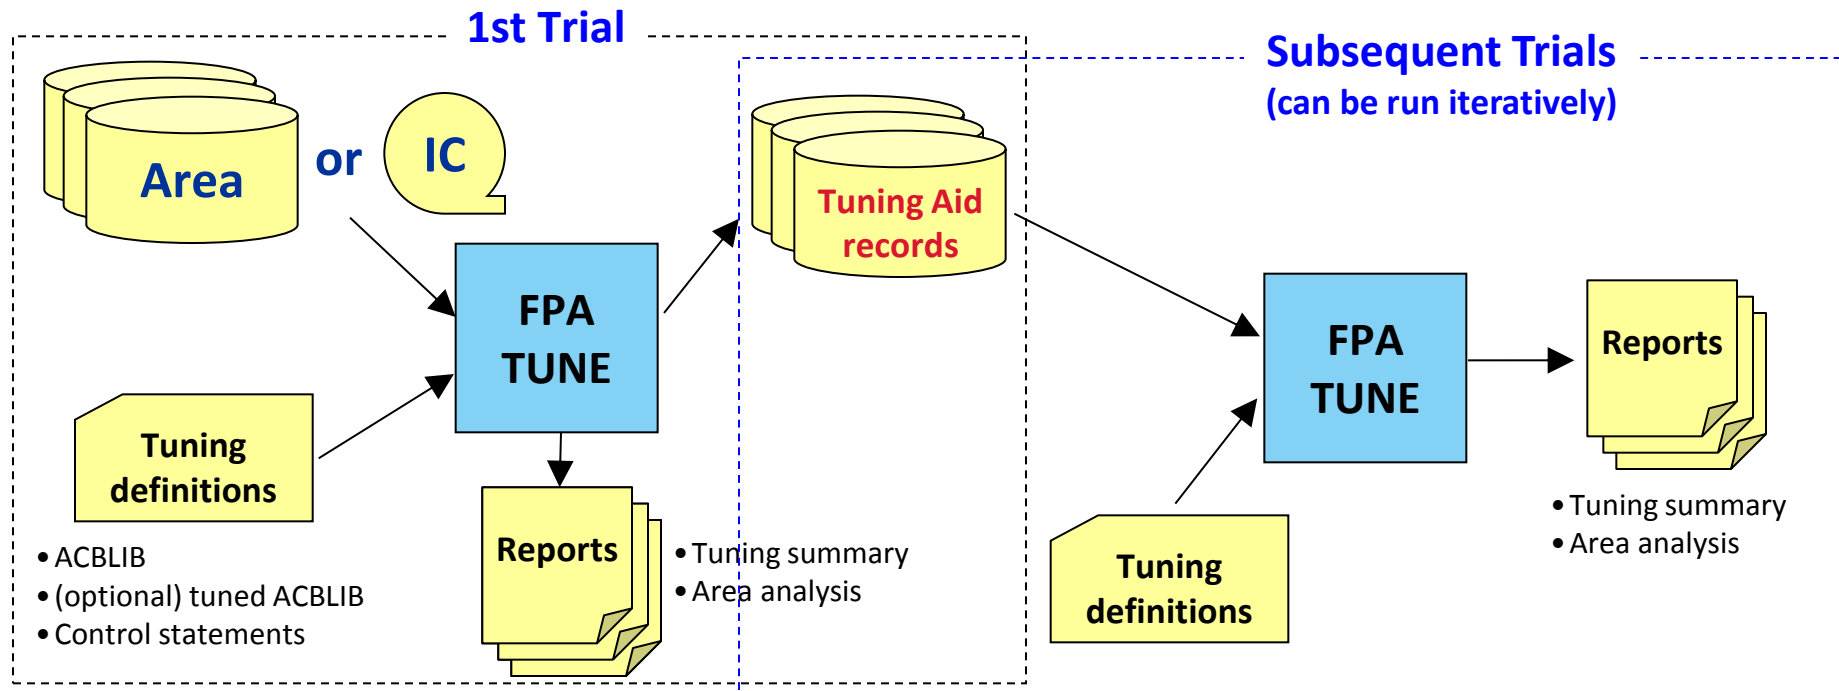 1st Trial
Subsequent Trials
(can be run iteratively)
Area
or
IC
Tuning Aid
records
FPA
TUNE
FPA
TUNE
Reports
Tuning
definitions
•ACBLIB
•(optional) tuned ACBLIB
•Control statements
Reports
•Tuning summary
•Area analysis
Tuning
definitions
•Tuning summary
•Area analysis